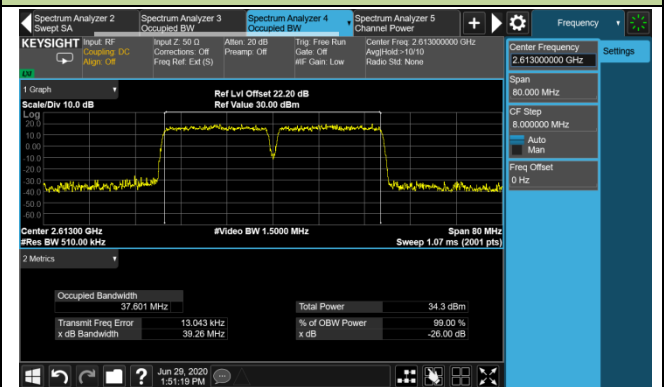 Spectrum Analyzer 2
Swept SA
Spectrum Analyzer 3
Occupied BW
Spectrum Analyzer 4
Occupied BW
Spectrum Analyzer 5
Channel Power
+
Frequency
KEYSIGHT
Input: RF
Coupling: DC
Align: Off
Input Z: 50 Ω
Corrections: Off
Freq Ref: Ext (S)
Atten: 20 dB
Preamp: Off
Trig: Free Run
Gate: Off
#IF Gain: Low
Center Freq: 2.613000000 GHz
Avg|Hold:>10/10
Radio Std: None
LXI
1 Graph
Scale/Div 10.0 dB
Ref Lvl Offset 22.20 dB
Ref Value 30.00 dBm
Log
20.0
10.0
0.00
-10.0
-20.0
-30.0
-40.0
-50.0
-60.0
Center 2.61300 GHz
#Res BW 510.00 kHz
#Video BW 1.5000 MHz
Span 80 MHz
Sweep 1.07 ms (2001 pts)
2 Metrics
Occupied Bandwidth
37.601 MHz
Total Power 34.3 dBm
Transmit Freq Error 13.043 kHz
% of OBW Power 99.00 %
x dB Bandwidth 39.26 MHz
x dB -26.00 dB
Center Frequency
2.613000000 GHz
Settings
Span
80.000 MHz
CF Step
8.000000 MHz
Auto
Man
Freq Offset
0 Hz
?
Jun 29, 2020
1:51:19 PM